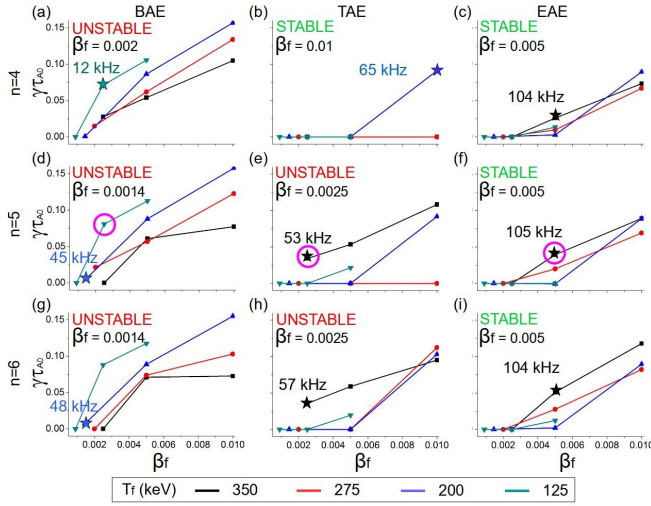 BAE TAE EAE
(a) (b) (c)
UNSTABLE STABLE STABLE
βf = 0.002 βf = 0.01 βf = 0.005
12 kHz 65 kHz 104 kHz
n=4
γτA0
0.15
0.10
0.05
0.00
(d) (e) (f)
UNSTABLE UNSTABLE STABLE
βf = 0.0014 βf = 0.0025 βf = 0.005
45 kHz 53 kHz 105 kHz
n=5
γτA0
0.15
0.10
0.05
0.00
(g) (h) (i)
UNSTABLE UNSTABLE STABLE
βf = 0.0014 βf = 0.0025 βf = 0.005
48 kHz 57 kHz 104 kHz
n=6
γτA0
0.15
0.10
0.05
0.00
0.002 0.004 0.006 0.008 0.010 0.002 0.004 0.006 0.008 0.010 0.002 0.004 0.006 0.008 0.010
βf βf βf
Tf (keV) 350 275 200 125